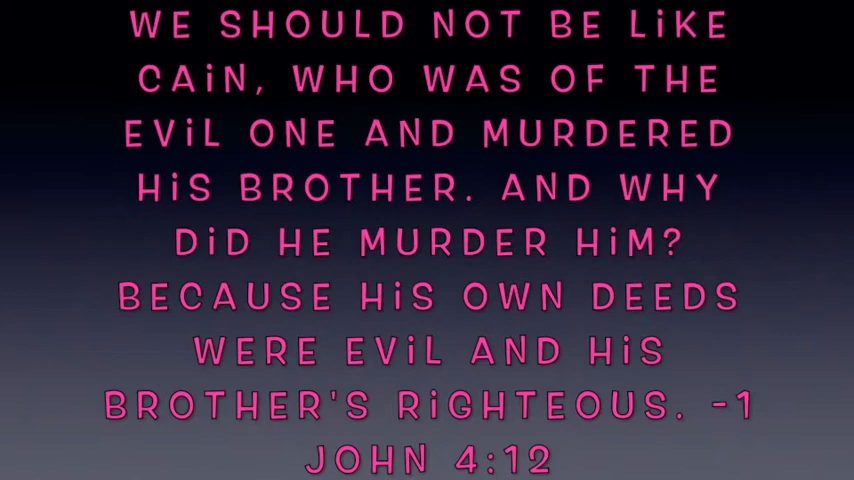 WE SHOULD NOT BE LiKE
CAiN, WHO WAS OF THE
EViL ONE AND MURDERED
HiS BROTHER. AND WHY
DiD HE MURDER HiM?
BECAUSE HiS OWN DEEDS
WERE EViL AND HiS
BROTHER'S RiGHTEOUS. -1
JOHN 4:12